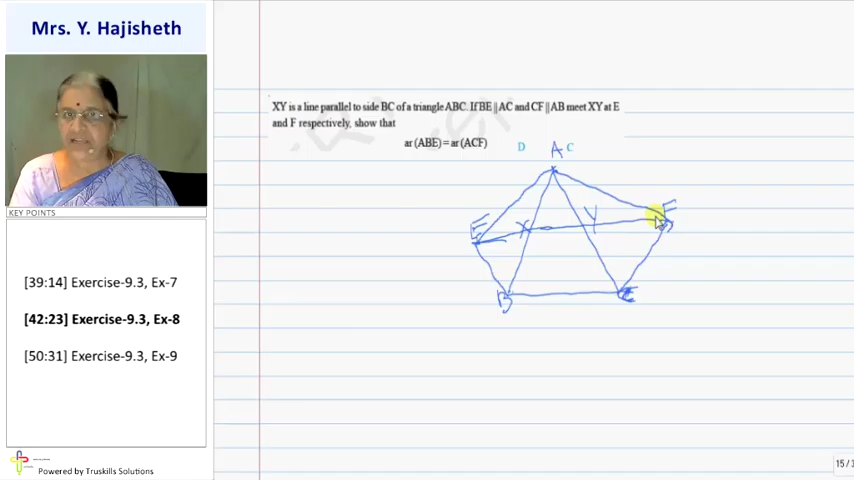 Mrs. Y. Hajisheth
KEY POINTS
[39:14] Exercise-9.3, Ex-7
[42:23] Exercise-9.3, Ex-8
[50:31] Exercise-9.3, Ex-9
Powered by Truskills Solutions
XY is a line parallel to side BC of a triangle ABC. If BE || AC and CF || AB meet XY at E
and F respectively, show that
ar (ABE) = ar (ACF)
D C
A
E X Y F
B C
15/